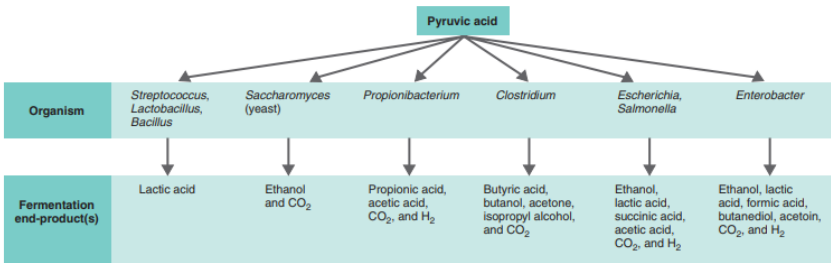 Pyruvic acid
Organism
Streptococcus,
Lactobacillus,
Bacillus
Saccharomyces
(yeast)
Propionibacterium
Clostridium
Escherichia,
Salmonella
Enterobacter
Fermentation
end-product(s)
Lactic acid
Ethanol
and CO₂
Propionic acid,
acetic acid,
CO₂, and H₂
Butyric acid,
butanol, acetone,
isopropyl alcohol,
and CO₂
Ethanol,
lactic acid,
succinic acid,
acetic acid,
CO₂, and H₂
Ethanol, lactic
acid, formic acid,
butanediol, acetoin,
CO₂, and H₂